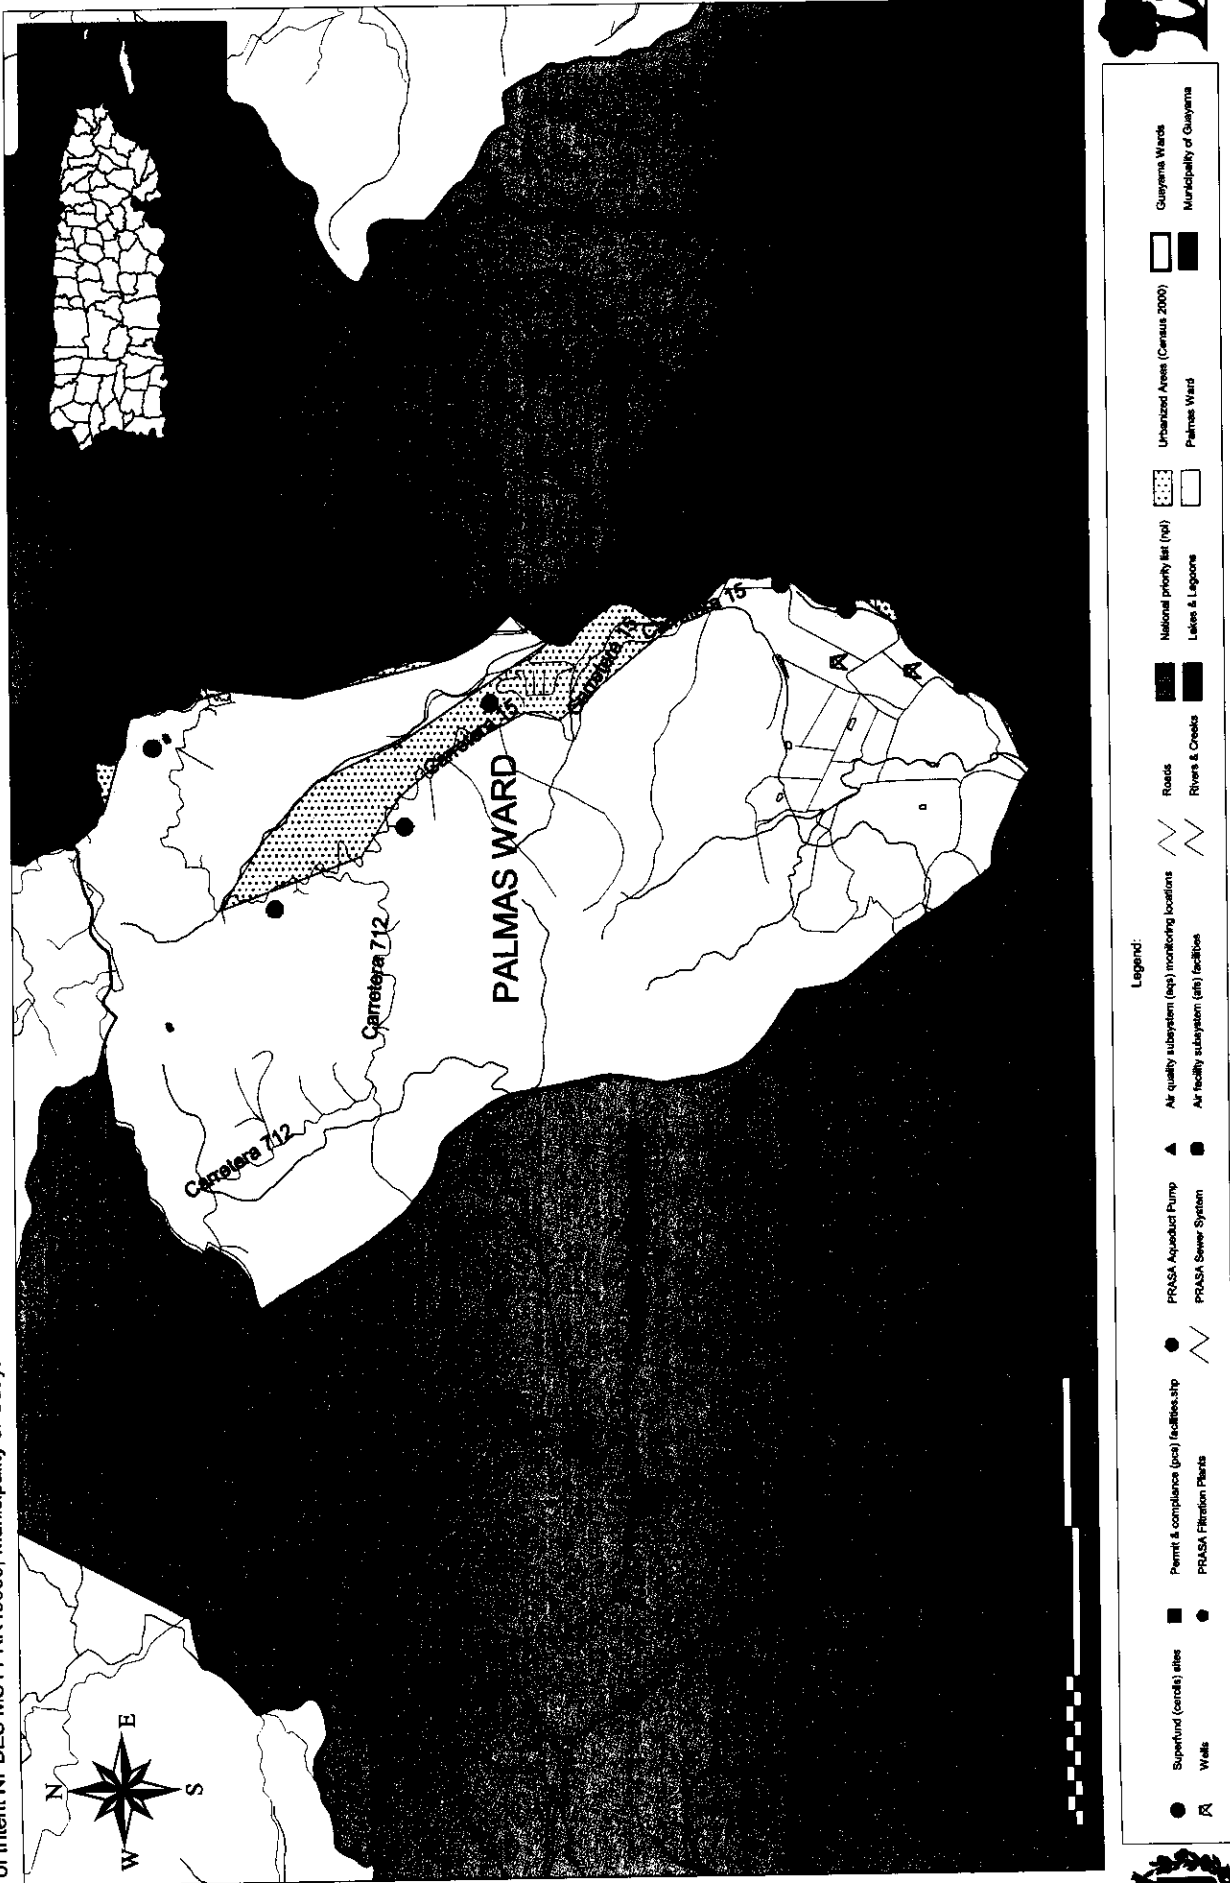 N
W
E
S
Carretera 712
Carretera 712
PALMAS WARD
Carretera 15
Carretera 15
15
Legend:
Superfund (cerclis) sites
Permit & compliance (pcs) facilities.shp
PRASA Aqueduct Pump
Air quality subsystem (aqs) monitoring locations
Roads
National priority list (npl)
Urbanized Areas (Census 2000)
Guayama Wards
Wells
PRASA Filtration Plants
PRASA Sewer System
Air facility subsystem (afs) facilities
Rivers & Creeks
Lakes & Lagoons
Palmas Ward
Municipality of Guayama